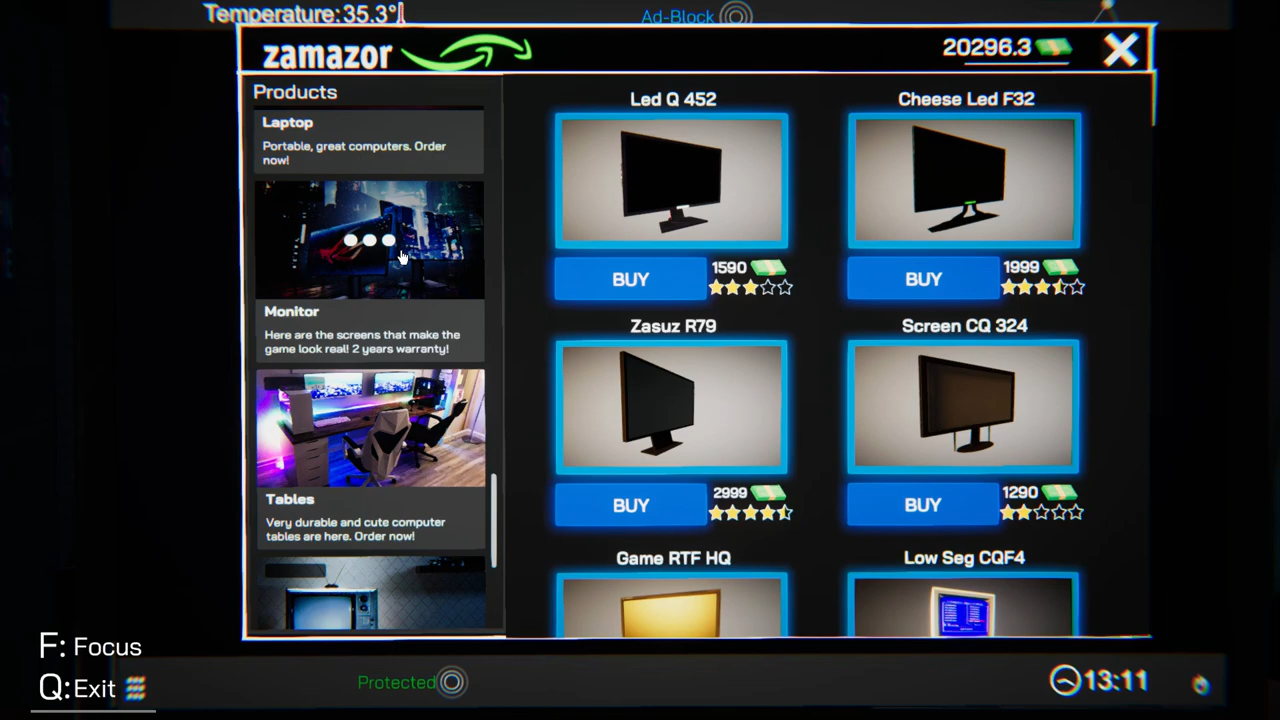 Temperature: 35.3°
Ad-Block
zamazor
20296.3
Products
Laptop
Portable, great computers. Order
now!
Monitor
Here are the screens that make the
game look real! 2 years warranty!
Tables
Very durable and cute computer
tables are here. Order now!
Led Q 452
Cheese Led F32
BUY
1590
BUY
1999
Zasuz R79
Screen CQ 324
BUY
2999
BUY
1290
Game RTF HQ
Low Seg CQF4
F: Focus
Q: Exit
Protected
13:11